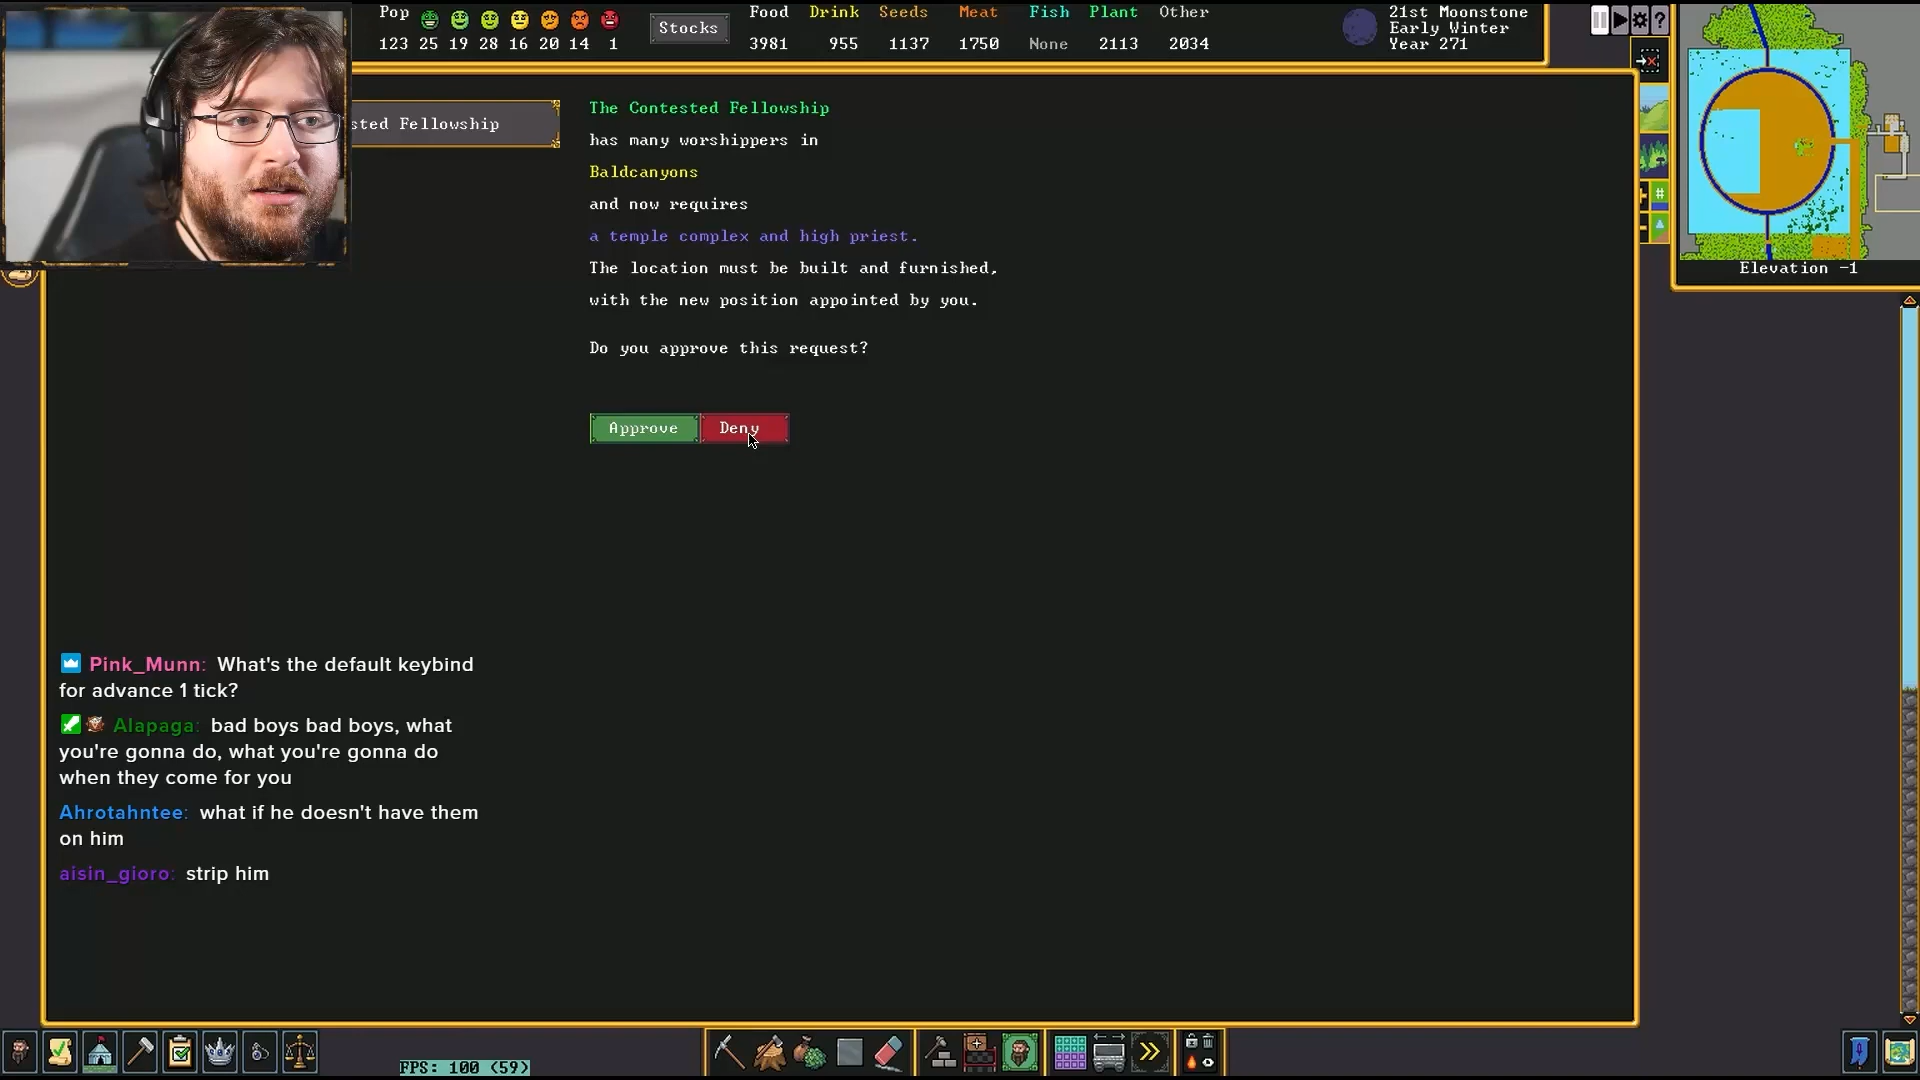 Pop
123 25 19 28 16 20 14 1
Stocks
Food Drink Seeds Meat Fish Plant Other
3981 955 1137 1750 None 2113 2034
21st Moonstone
Early Winter
Year 271
?
Elevation -1
sted Fellowship
The Contested Fellowship
has many worshippers in
Baldcanyons
and now requires
a temple complex and high priest.
The location must be built and furnished,
with the new position appointed by you.
Do you approve this request?
Approve Deny
Pink_Munn: What's the default keybind
for advance 1 tick?
Alapaga: bad boys bad boys, what
you're gonna do, what you're gonna do
when they come for you
Ahrotahntee: what if he doesn't have them
on him
aisin_gioro: strip him
FPS: 100 (59)